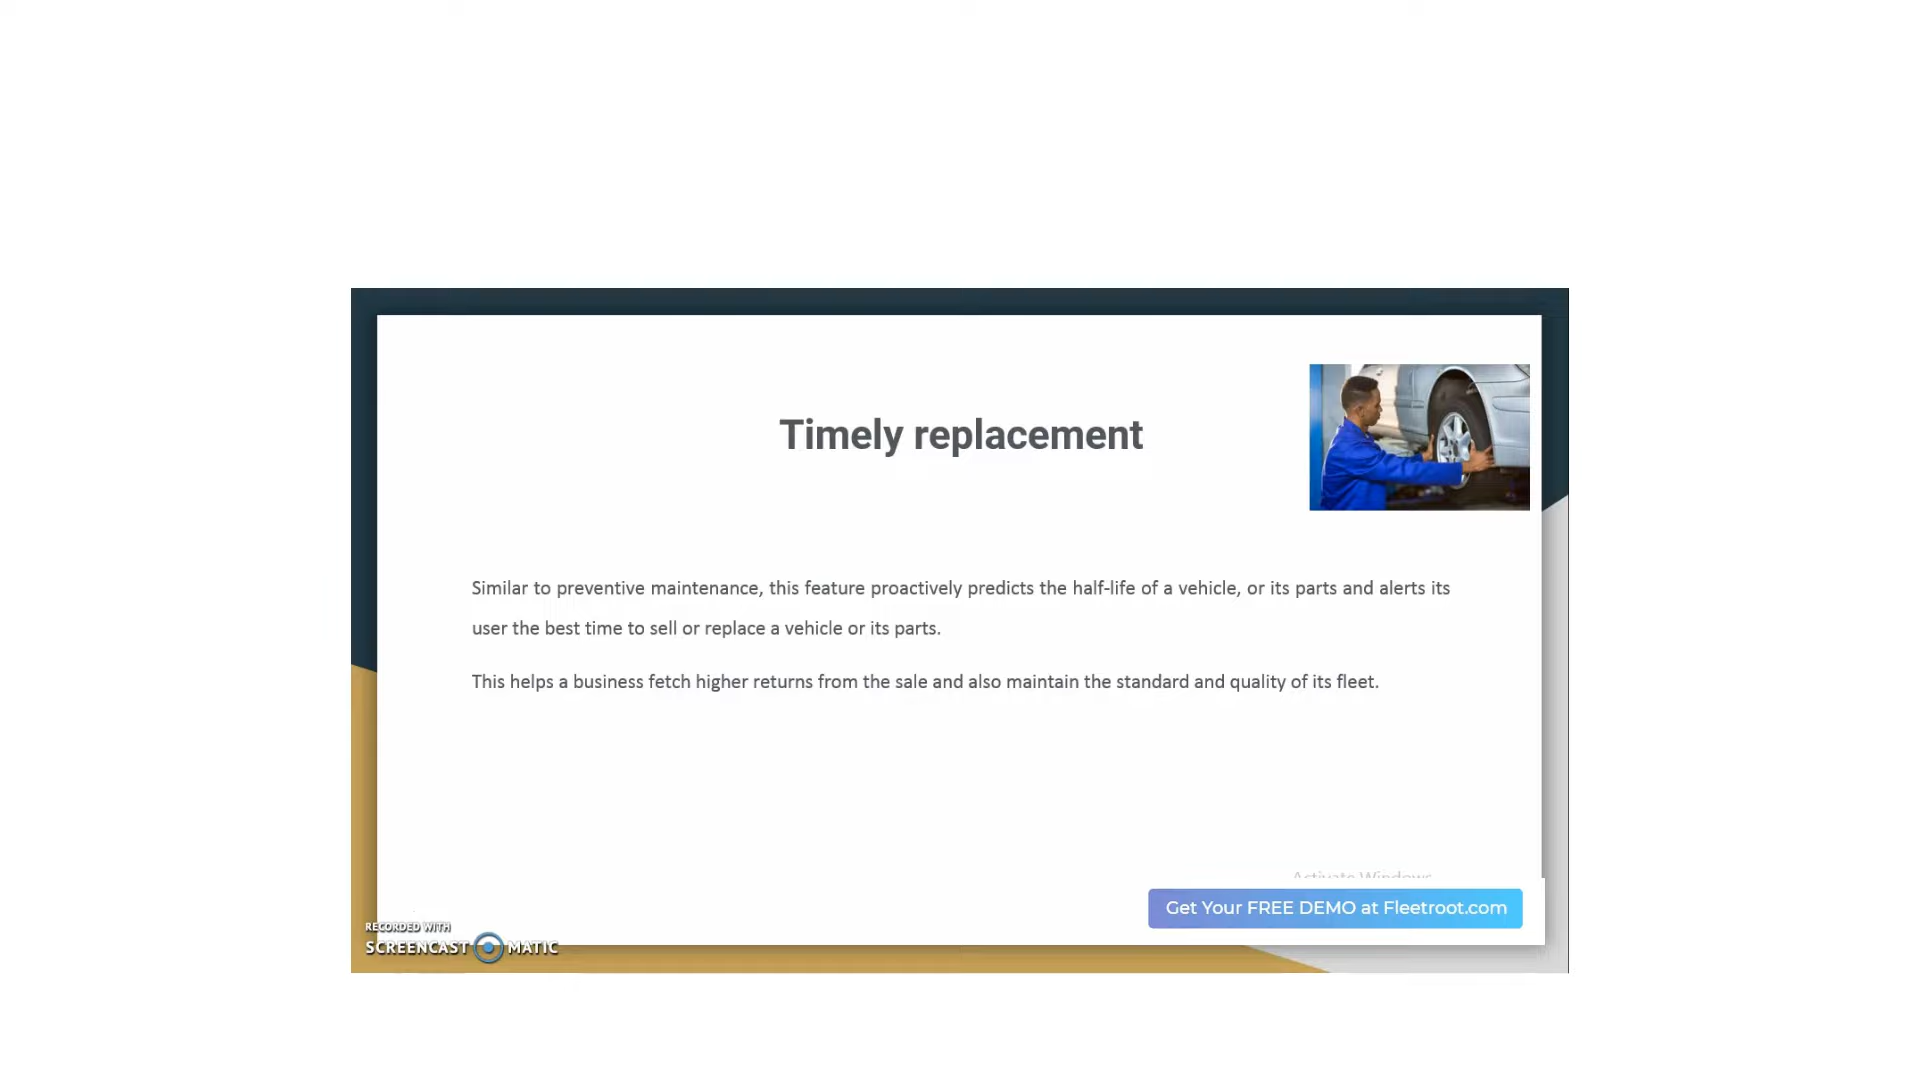 Timely replacement
Similar to preventive maintenance, this feature proactively predicts the half-life of a vehicle, or its parts and alerts its
user the best time to sell or replace a vehicle or its parts.
This helps a business fetch higher returns from the sale and also maintain the standard and quality of its fleet.
Activate Windows
Get Your FREE DEMO at Fleetroot.com
RECORDED WITH
SCREENCAST MATIC